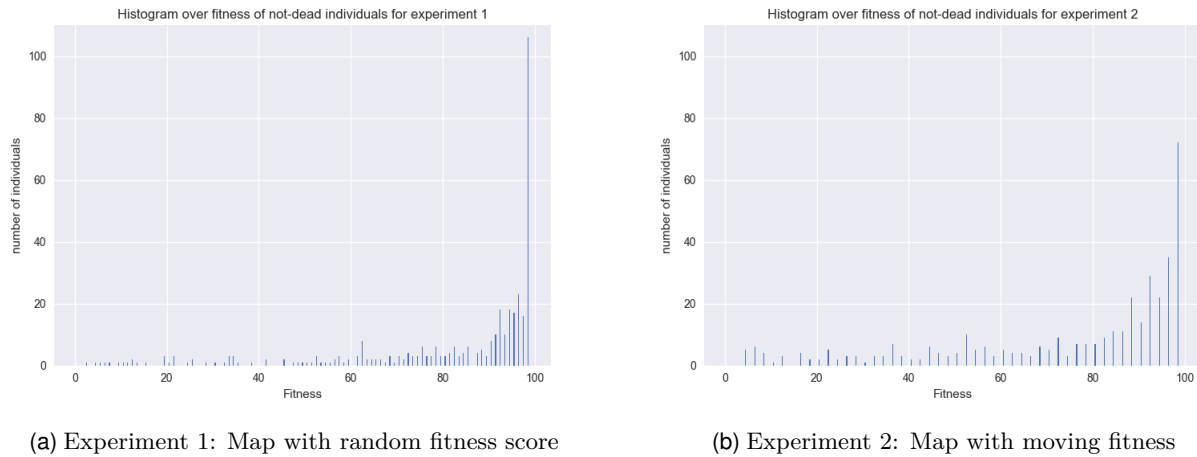 Histogram over fitness of not-dead individuals for experiment 1
100
80
60
40
20
0
number of individuals
0 20 40 60 80 100
Fitness
(a) Experiment 1: Map with random fitness score
Histogram over fitness of not-dead individuals for experiment 2
100
80
60
40
20
0
number of individuals
0 20 40 60 80 100
Fitness
(b) Experiment 2: Map with moving fitness